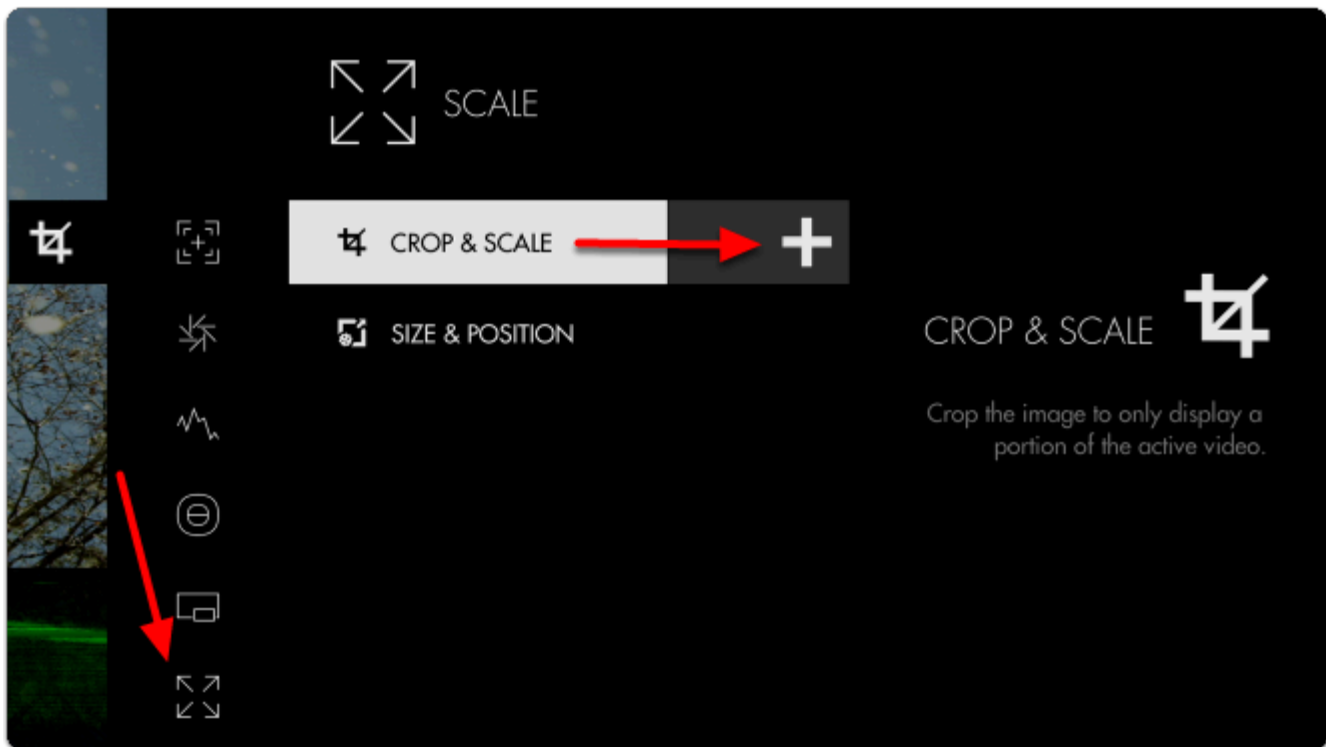 SCALE
CROP & SCALE
SIZE & POSITION
CROP & SCALE
Crop the image to only display a
portion of the active video.